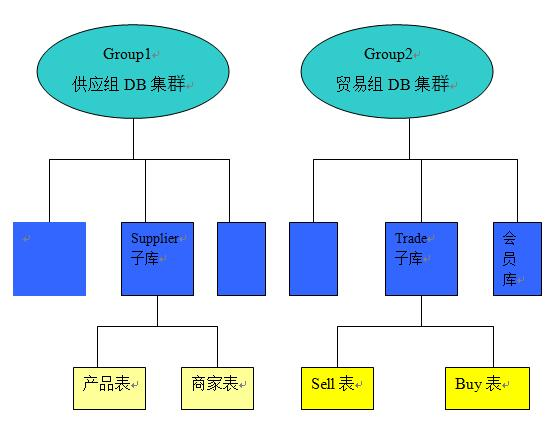 Group1
供应组 DB 集群
Group2
贸易组 DB 集群
Supplier
子库
Trade
子库
会
员
库
产品表
商家表
Sell 表
Buy 表